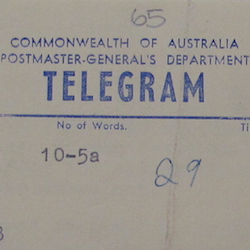 65
COMMONWEALTH OF AUSTRALIA
POSTMASTER-GENERAL'S DEPARTMENT
TELEGRAM
No of Words.
10-5a
29